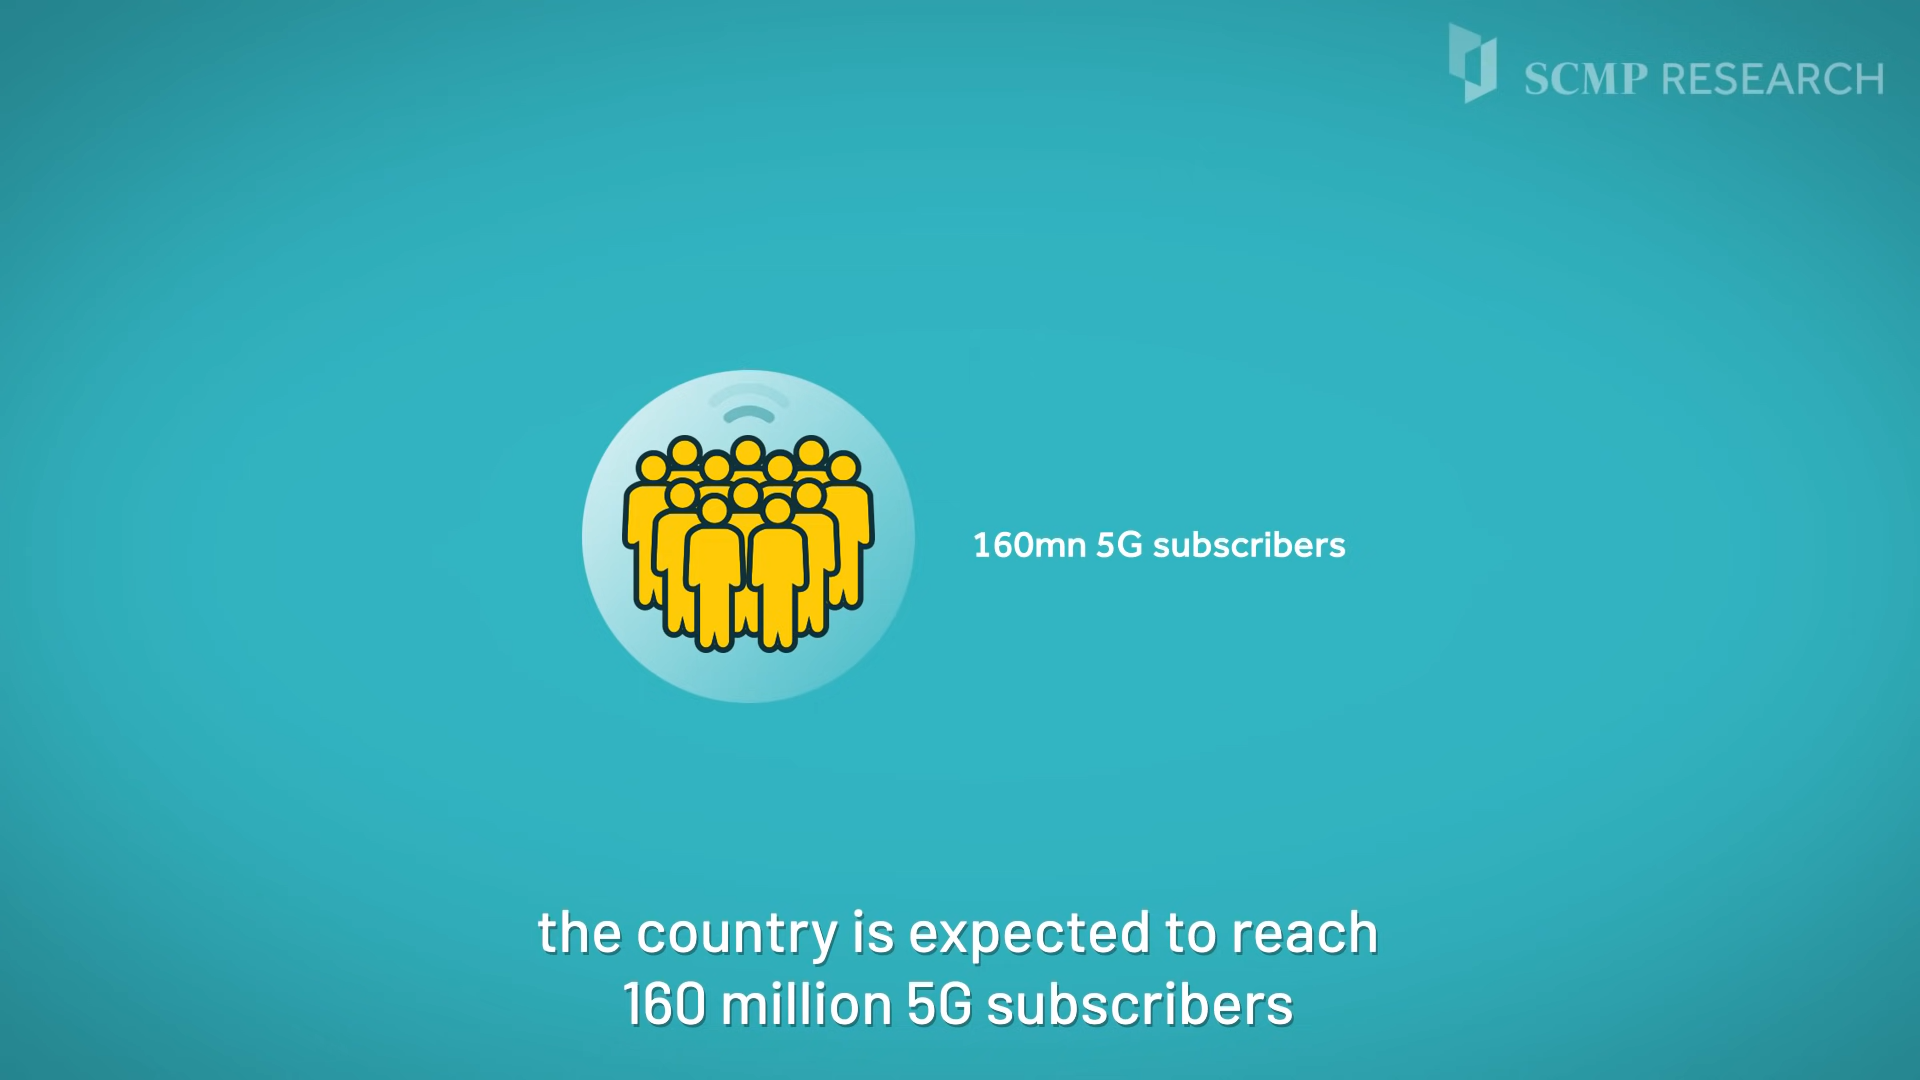 SCMP RESEARCH
160mn 5G subscribers
the country is expected to reach
160 million 5G subscribers